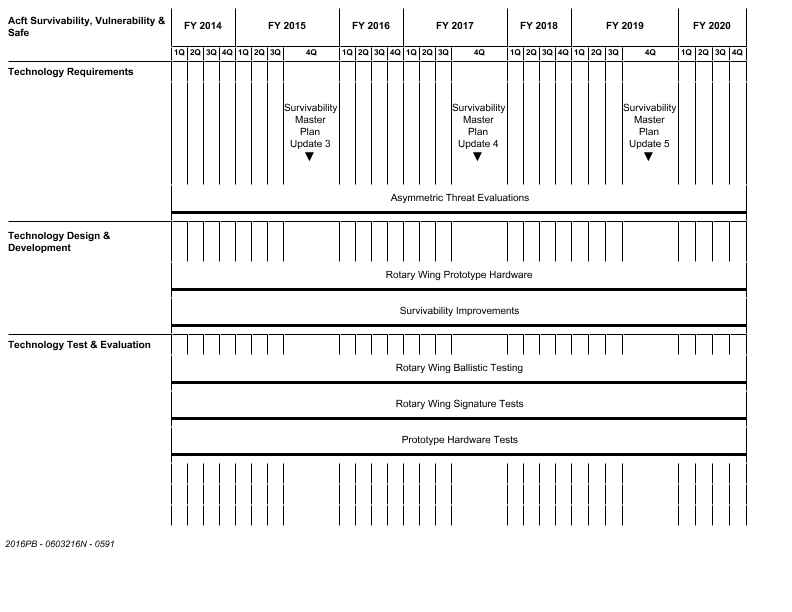 Acft Survivability, Vulnerability &
Safe
FY 2014 FY 2015 FY 2016 FY 2017 FY 2018 FY 2019 FY 2020
1Q 2Q 3Q 4Q 1Q 2Q 3Q 4Q 1Q 2Q 3Q 4Q 1Q 2Q 3Q 4Q 1Q 2Q 3Q 4Q 1Q 2Q 3Q 4Q 1Q 2Q 3Q 4Q
Technology Requirements
Survivability
Master
Plan
Update 3
Survivability
Master
Plan
Update 4
Survivability
Master
Plan
Update 5
Asymmetric Threat Evaluations
Technology Design &
Development
Rotary Wing Prototype Hardware
Survivability Improvements
Technology Test & Evaluation
Rotary Wing Ballistic Testing
Rotary Wing Signature Tests
Prototype Hardware Tests
2016PB - 0603216N - 0591